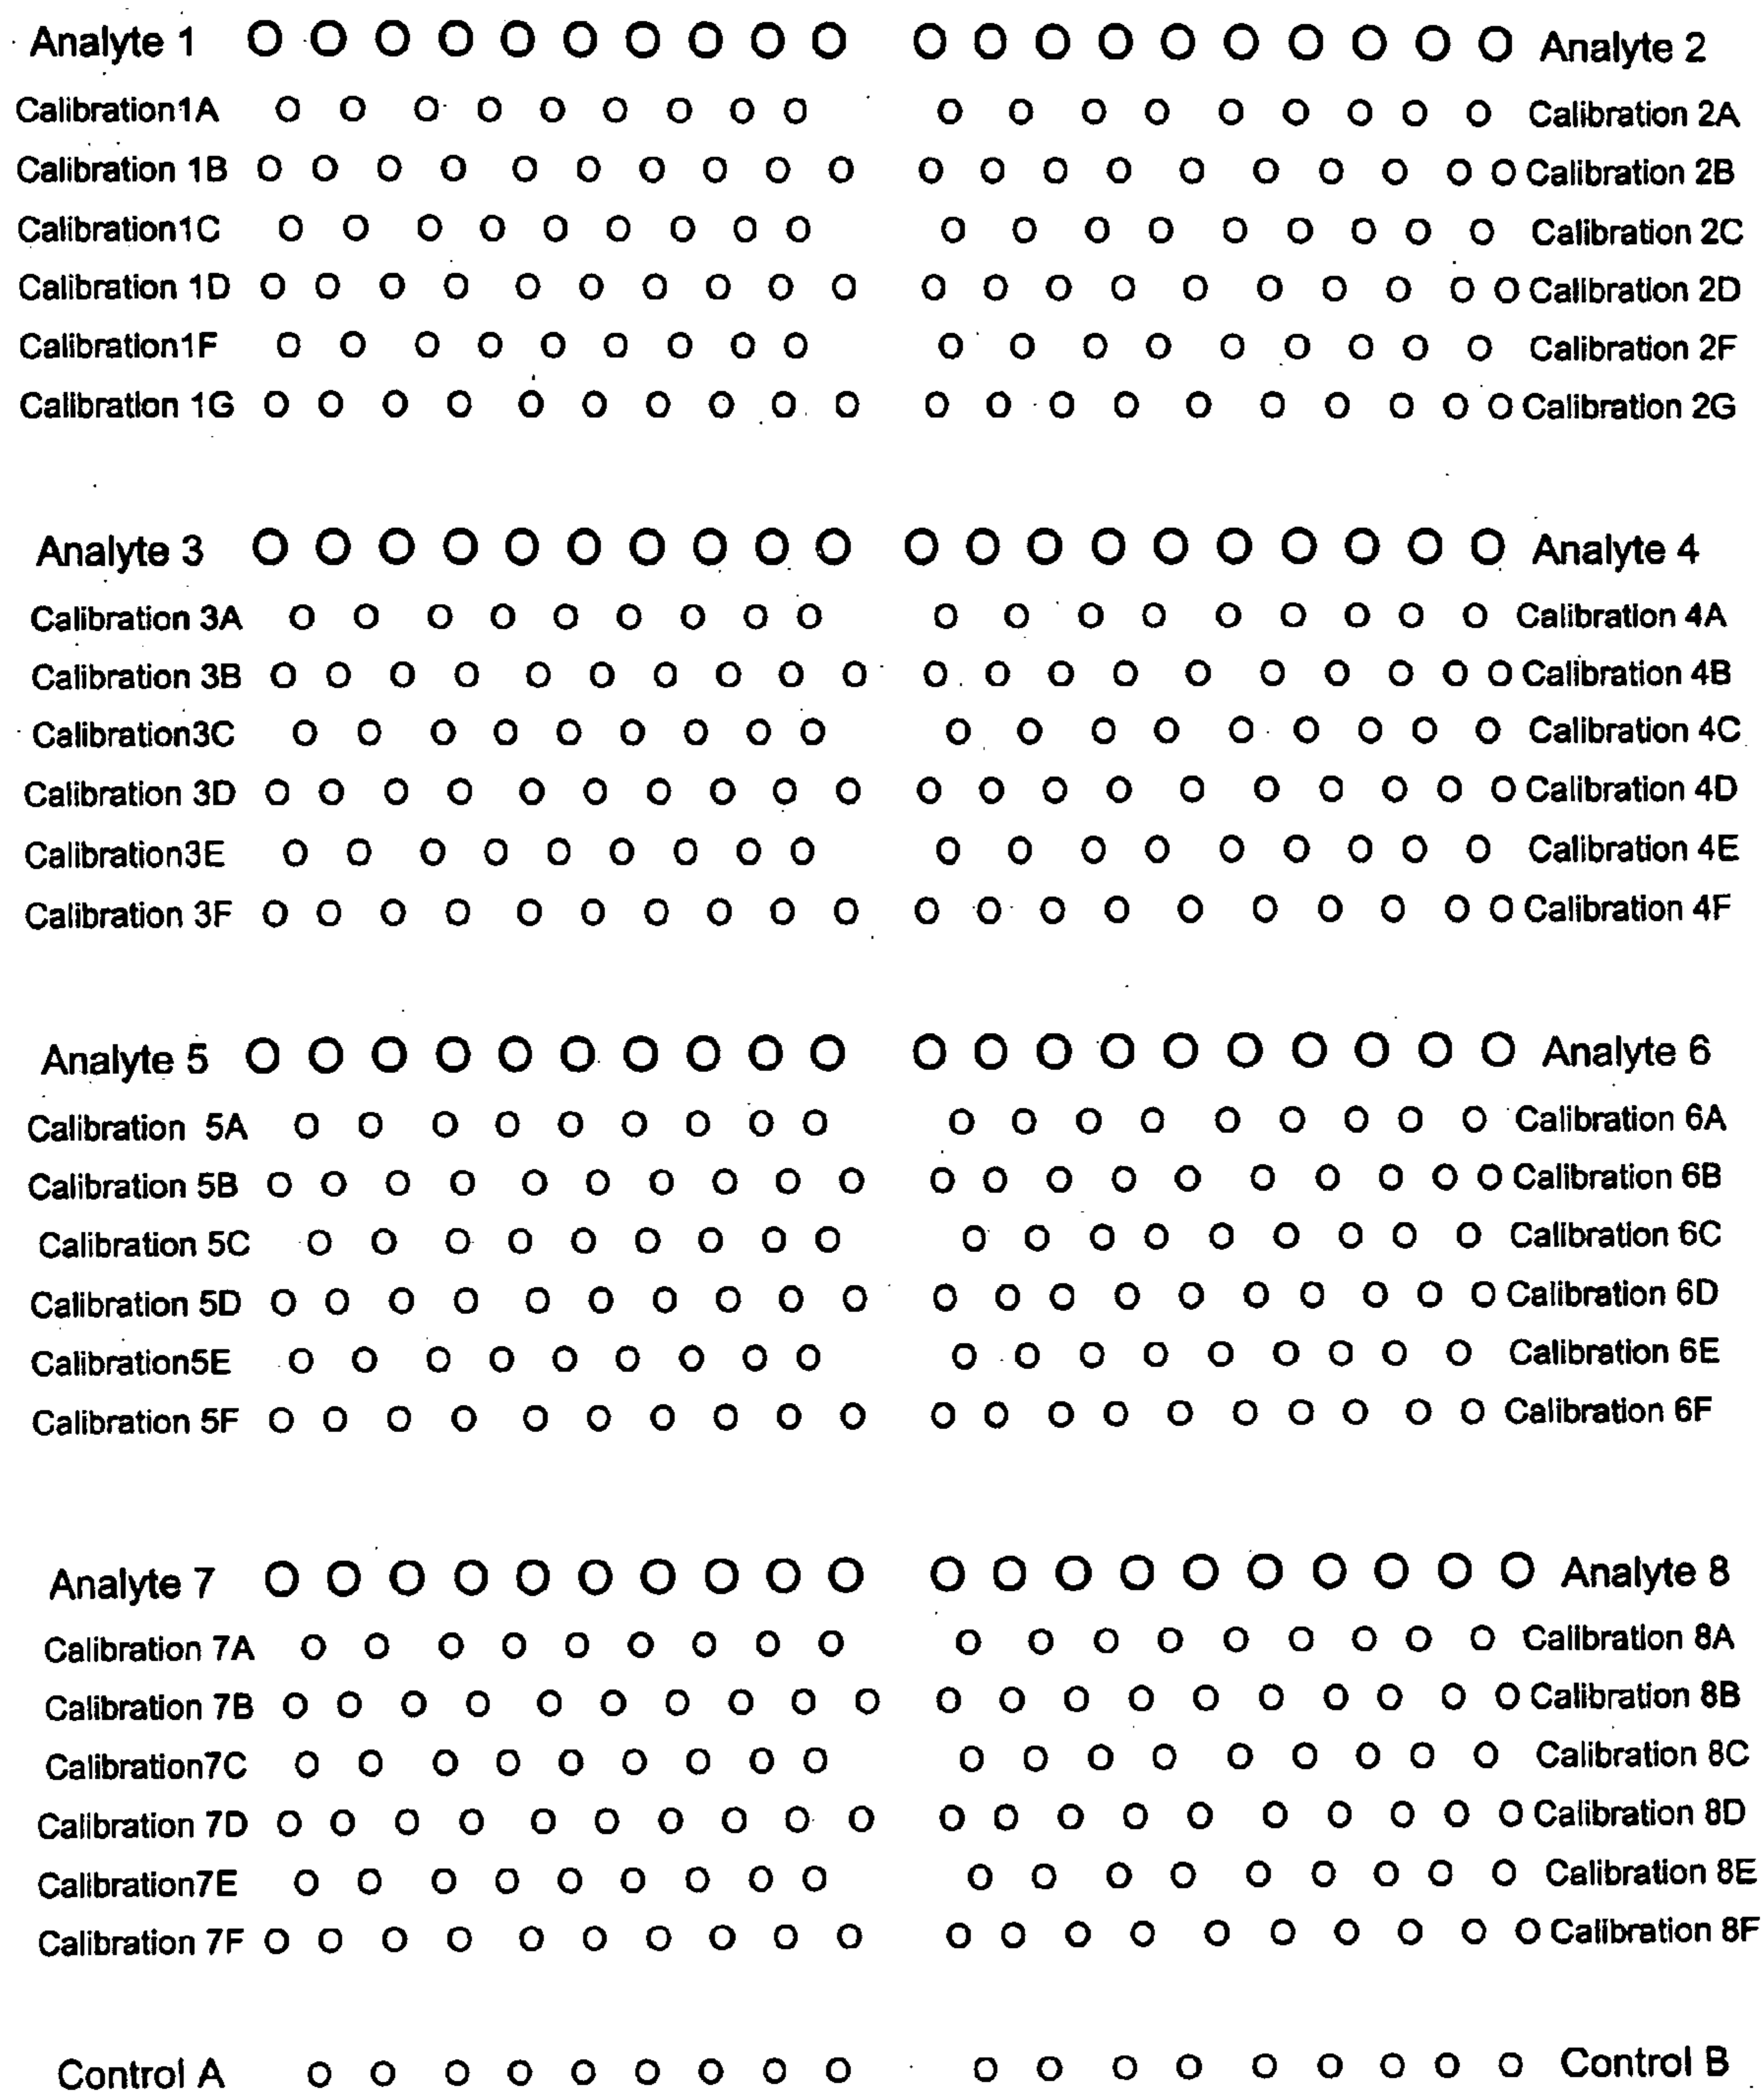 Analyte 1 Analyte 2
Calibration1A Calibration 2A
Calibration 1B Calibration 2B
Calibration1C Calibration 2C
Calibration 1D Calibration 2D
Calibration1F Calibration 2F
Calibration 1G Calibration 2G
Analyte 3 Analyte 4
Calibration 3A Calibration 4A
Calibration 3B Calibration 4B
Calibration3C Calibration 4C
Calibration 3D Calibration 4D
Calibration3E Calibration 4E
Calibration 3F Calibration 4F
Analyte 5 Analyte 6
Calibration 5A Calibration 6A
Calibration 5B Calibration 6B
Calibration 5C Calibration 6C
Calibration 5D Calibration 6D
Calibration5E Calibration 6E
Calibration 5F Calibration 6F
Analyte 7 Analyte 8
Calibration 7A Calibration 8A
Calibration 7B Calibration 8B
Calibration7C Calibration 8C
Calibration 7D Calibration 8D
Calibration7E Calibration 8E
Calibration 7F Calibration 8F
Control A Control B